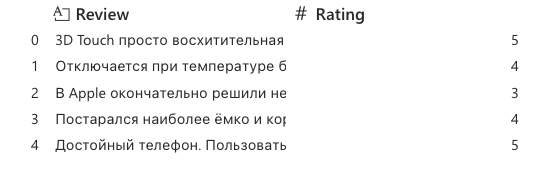 Review # Rating
0 3D Touch просто восхитительная 5
1 Отключается при температуре б 4
2 В Apple окончательно решили не 3
3 Постарался наиболее ёмко и кор 4
4 Достойный телефон. Пользовать 5